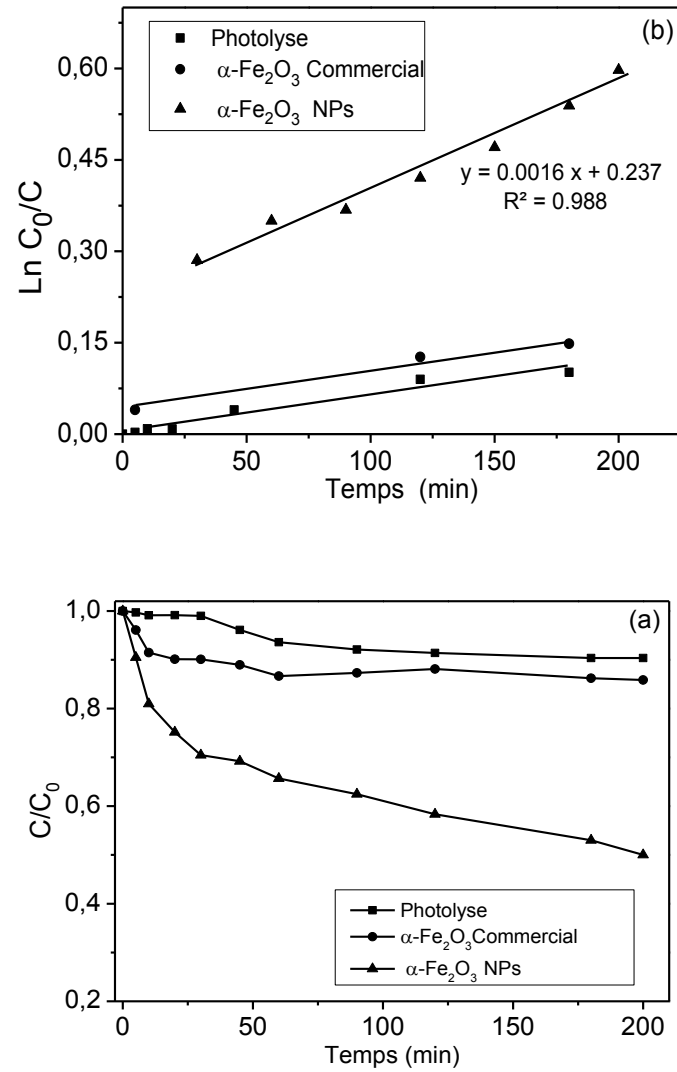 (b)
Photolyse
α-Fe2O3 Commercial
α-Fe2O3 NPs
0,60
0,45
0,30
0,15
0,00
Ln C0/C
y = 0.0016 x + 0.237
R² = 0.988
0 50 100 150 200
Temps (min)
(a)
1,0
0,8
0,6
0,4
0,2
C/C0
Photolyse
α-Fe2O3Commercial
α-Fe2O3 NPs
0 50 100 150 200
Temps (min)